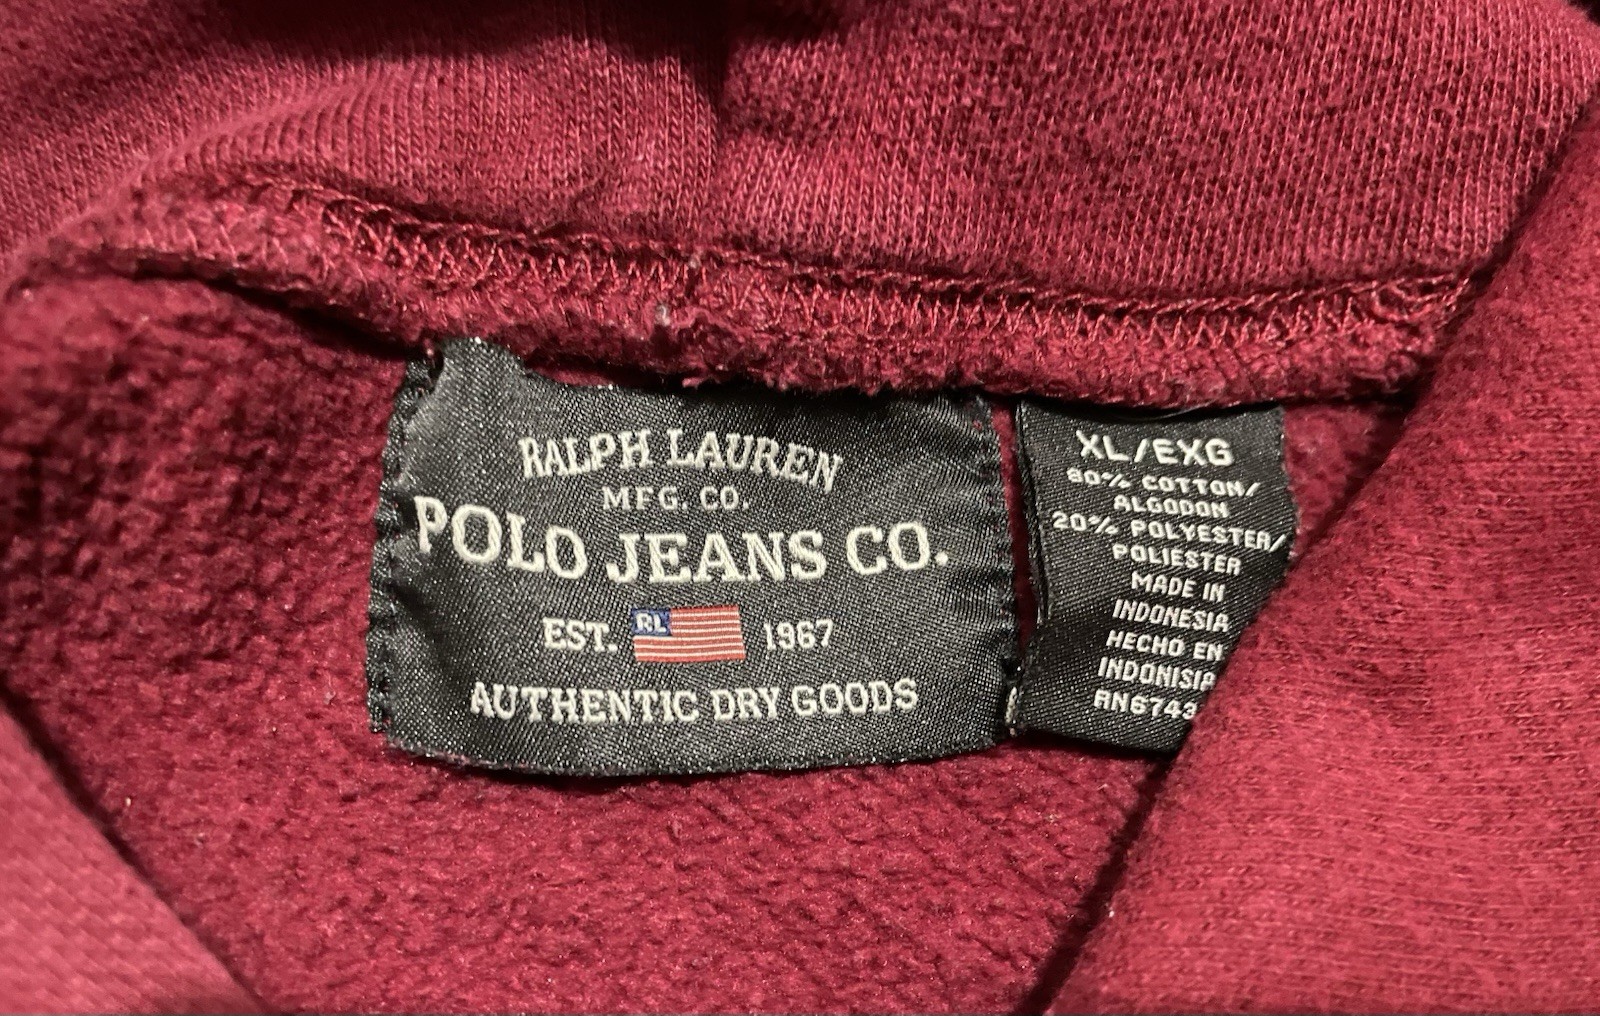 RALPH LAUREN
MFG. CO.
POLO JEANS CO.
EST. RL 1967
AUTHENTIC DRY GOODS
XL/EXG
80% COTTON/
ALGODON
20% POLYESTER/
POLIESTER
MADE IN
INDONESIA
HECHO EN
INDONISIA
RN6743